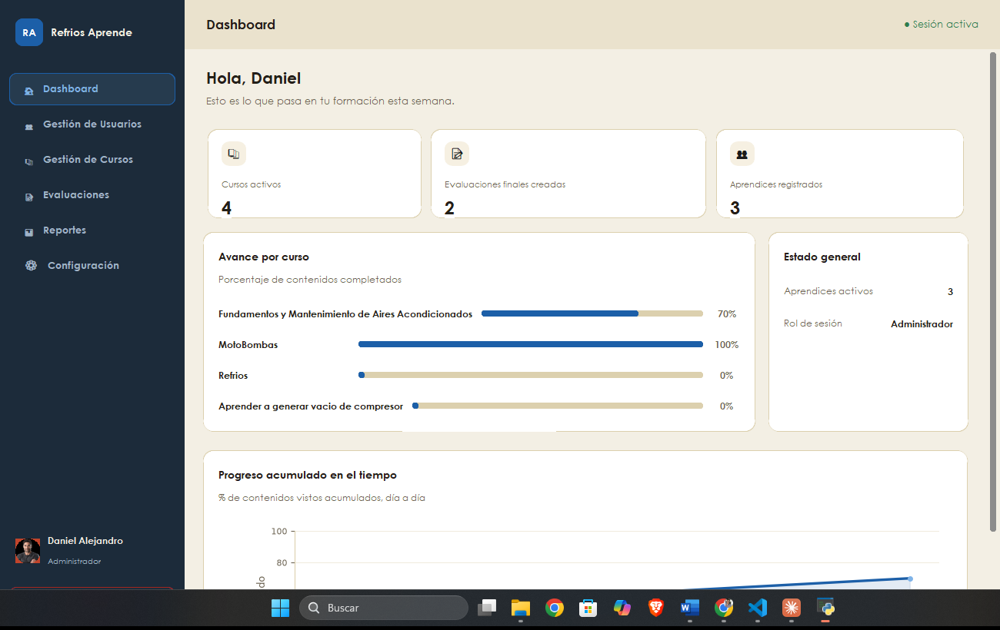 RA Refrios Aprende
Dashboard
Gestión de Usuarios
Gestión de Cursos
Evaluaciones
Reportes
Configuración
Daniel Alejandro
Administrador
Dashboard
● Sesión activa
Hola, Daniel
Esto es lo que pasa en tu formación esta semana.
Cursos activos
4
Evaluaciones finales creadas
2
Aprendices registrados
3
Avance por curso
Porcentaje de contenidos completados
Fundamentos y Mantenimiento de Aires Acondicionados 70%
MotoBombas 100%
Refrios 0%
Aprender a generar vacio de compresor 0%
Estado general
Aprendices activos 3
Rol de sesión Administrador
Progreso acumulado en el tiempo
% de contenidos vistos acumulados, día a día
100
80
Buscar